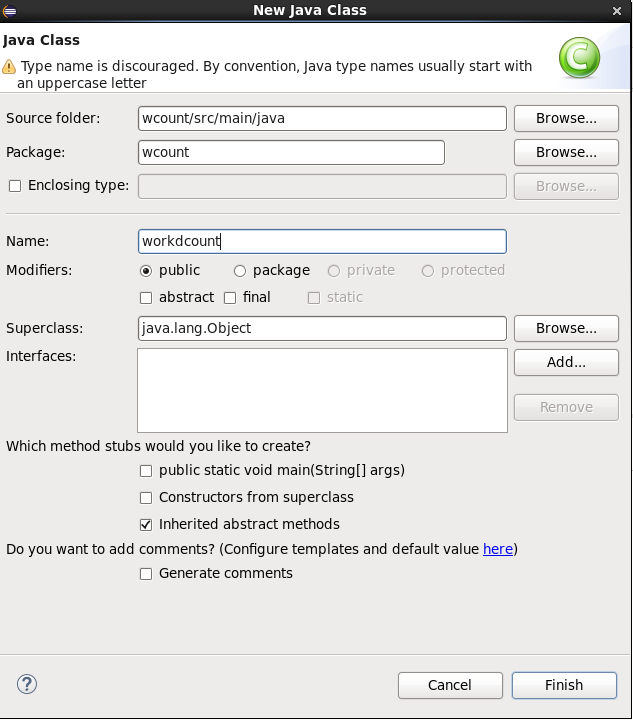 New Java Class
Java Class
Type name is discouraged. By convention, Java type names usually start with
an uppercase letter
Source folder: wcount/src/main/java Browse...
Package: wcount Browse...
Enclosing type: Browse...
Name: workdcount
Modifiers: public package private protected
abstract final static
Superclass: java.lang.Object Browse...
Interfaces: Add...
Remove
Which method stubs would you like to create?
public static void main(String[] args)
Constructors from superclass
Inherited abstract methods
Do you want to add comments? (Configure templates and default value here)
Generate comments
? Cancel Finish